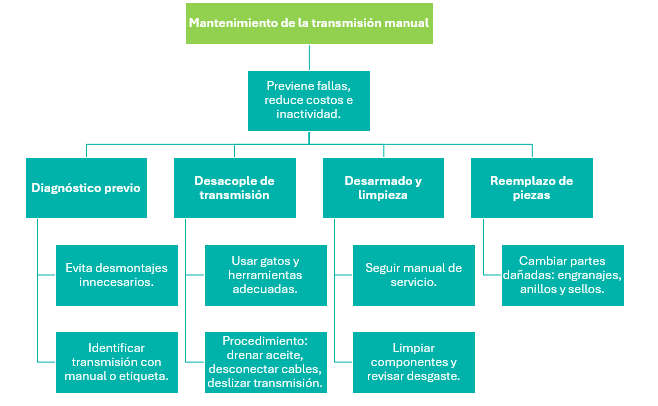 Mantenimiento de la transmisión manual
Previene fallas,
reduce costos e
inactividad.
Diagnóstico previo
Desacople de
transmisión
Desarmado y
limpieza
Reemplazo de
piezas
Evita desmontajes
innecesarios.
Usar gatos y
herramientas
adecuadas.
Seguir manual de
servicio.
Cambiar partes
dañadas: engranajes,
anillos y sellos.
Identificar
transmisión con
manual o etiqueta.
Procedimiento:
drenar aceite,
desconectar cables,
deslizar transmisión.
Limpiar
componentes y
revisar desgaste.